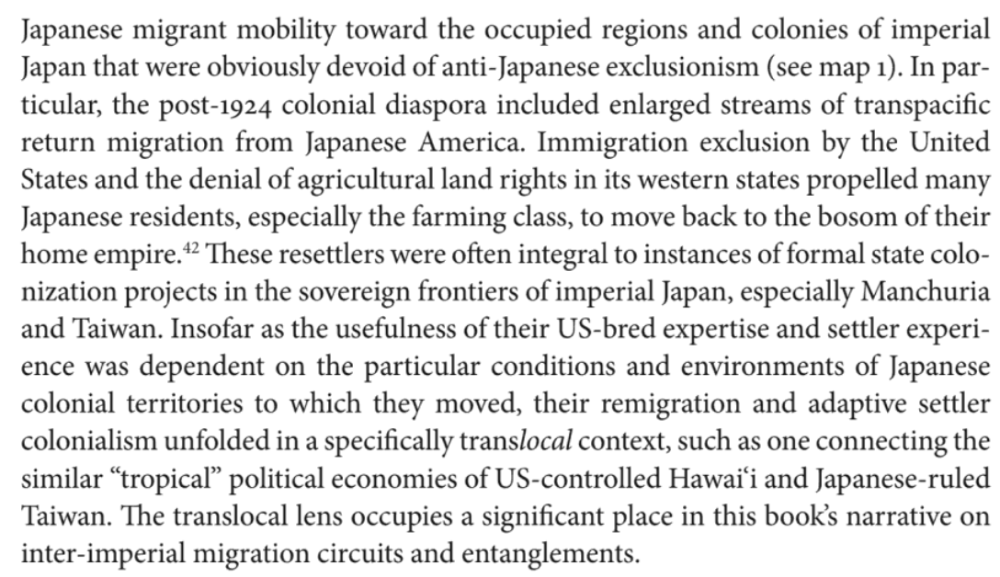 Japanese migrant mobility toward the occupied regions and colonies of imperial
Japan that were obviously devoid of anti-Japanese exclusionism (see map 1). In par-
ticular, the post-1924 colonial diaspora included enlarged streams of transpacific
return migration from Japanese America. Immigration exclusion by the United
States and the denial of agricultural land rights in its western states propelled many
Japanese residents, especially the farming class, to move back to the bosom of their
home empire.42 These resettlers were often integral to instances of formal state colo-
nization projects in the sovereign frontiers of imperial Japan, especially Manchuria
and Taiwan. Insofar as the usefulness of their US-bred expertise and settler experi-
ence was dependent on the particular conditions and environments of Japanese
colonial territories to which they moved, their remigration and adaptive settler
colonialism unfolded in a specifically translocal context, such as one connecting the
similar “tropical” political economies of US-controlled Hawaiʻi and Japanese-ruled
Taiwan. The translocal lens occupies a significant place in this book’s narrative on
inter-imperial migration circuits and entanglements.